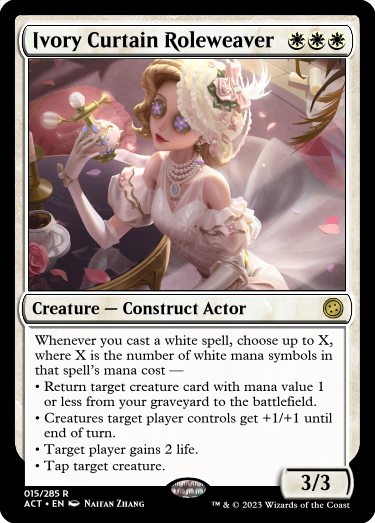 Ivory Curtain Roleweaver
Creature — Construct Actor
Whenever you cast a white spell, choose up to X,
where X is the number of white mana symbols in
that spell's mana cost —
• Return target creature card with mana value 1
or less from your graveyard to the battlefield.
• Creatures target player controls get +1/+1 until
end of turn.
• Target player gains 2 life.
• Tap target creature.
3/3
015/285 R
ACT • EN Naifan Zhang
™ & © 2023 Wizards of the Coast